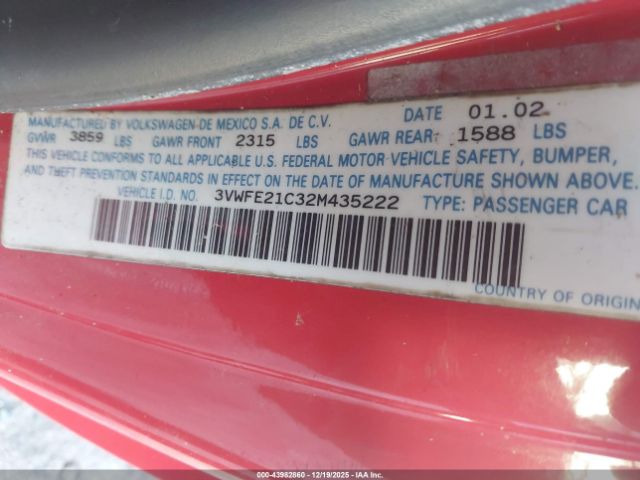 MANUFACTURED BY VOLKSWAGEN DE MEXICO S.A. DE C.V. DATE 01.02
GVWR 3859 LBS GAWR FRONT 2315 LBS GAWR REAR 1588 LBS
THIS VEHICLE CONFORMS TO ALL APPLICABLE U.S. FEDERAL MOTOR VEHICLE SAFETY, BUMPER,
AND THEFT PREVENTION STANDARDS IN EFFECT ON THE DATE OF MANUFACTURE SHOWN ABOVE.
VEHICLE I.D. NO. 3VWFE21C32M435222 TYPE: PASSENGER CAR
COUNTRY OF ORIGIN
00-43982860 12/19/2025 IAAC